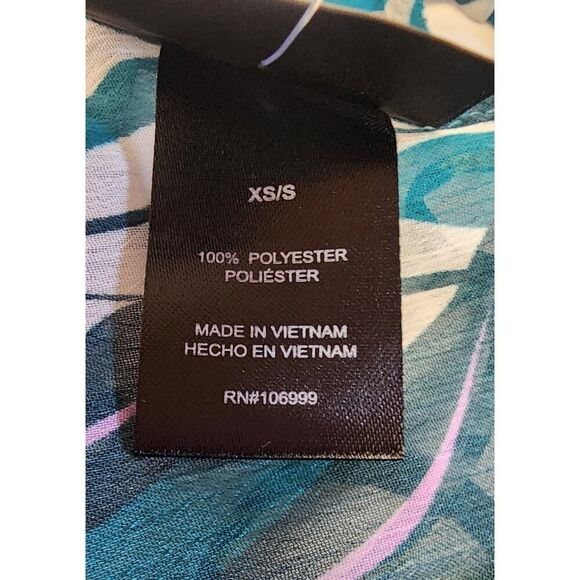 XS/S
100% POLYESTER
POLIÉSTER
MADE IN VIETNAM
HECHO EN VIETNAM
RN#106999